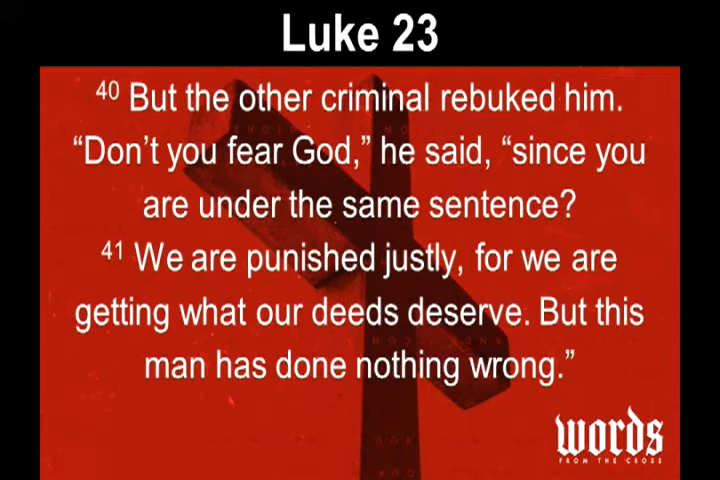 Luke 23
40 But the other criminal rebuked him.
“Don’t you fear God,” he said, “since you
are under the same sentence?
41 We are punished justly, for we are
getting what our deeds deserve. But this
man has done nothing wrong.”
words
FROM THE CROSS